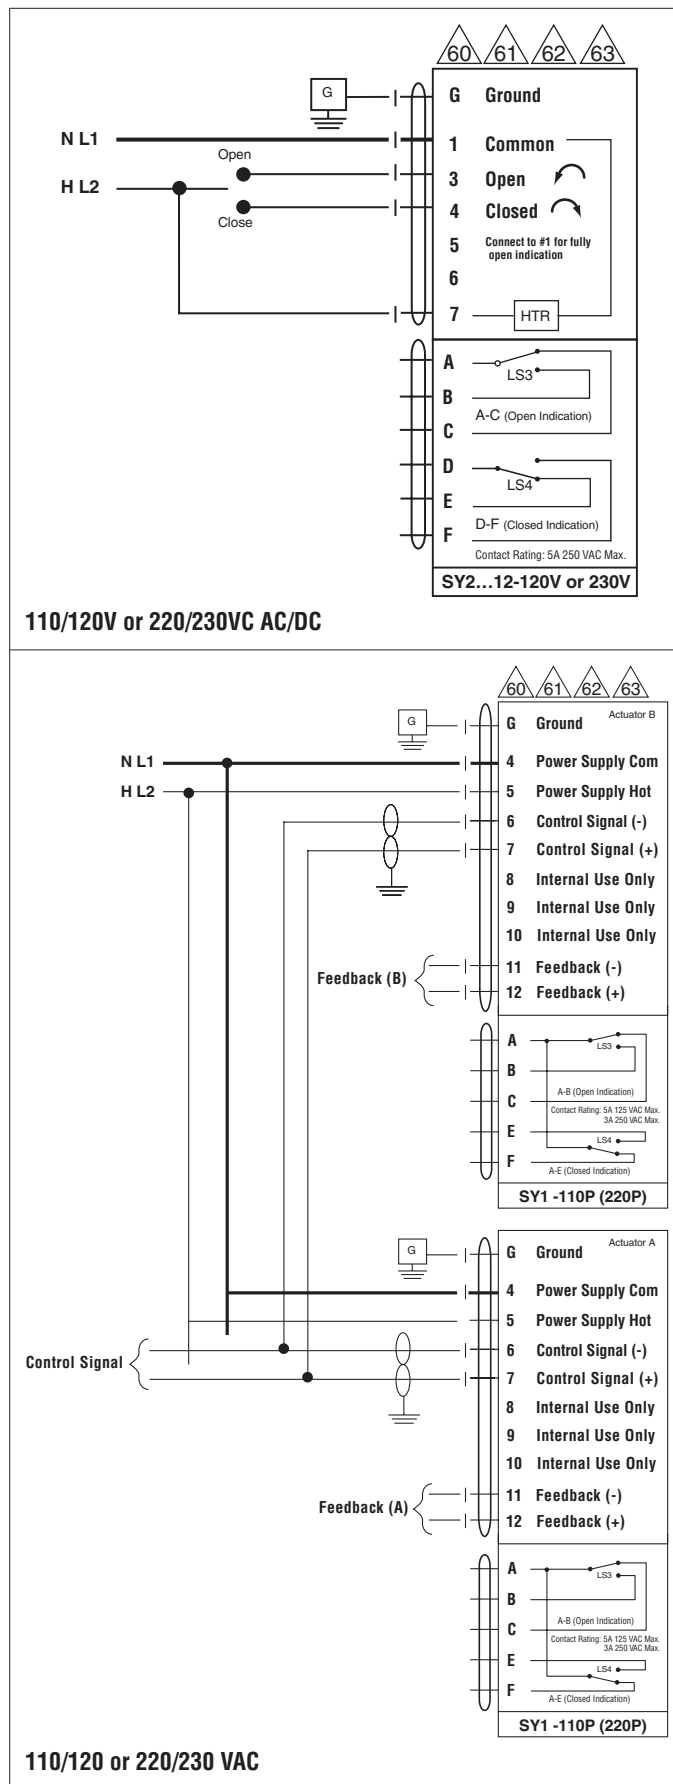 60 61 62 63
G
G Ground
N L1
1 Common
Open
3 Open
H L2
4 Closed
Close
5 Connect to #1 for fully
open indication
6
7 HTR
A
LS3
B
A-C (Open Indication)
C
D
LS4
E
D-F (Closed Indication)
F
Contact Rating: 5A 250 VAC Max.
SY2...12-120V or 230V
110/120V or 220/230VC AC/DC
60 61 62 63
Actuator B
G
G Ground
N L1
4 Power Supply Com
H L2
5 Power Supply Hot
6 Control Signal (-)
7 Control Signal (+)
8 Internal Use Only
9 Internal Use Only
10 Internal Use Only
11 Feedback (-)
Feedback (B)
12 Feedback (+)
A
LS3
B
A-B (Open Indication)
C
Contact Rating: 5A 125 VAC Max.
3A 250 VAC Max.
E
LS4
F
A-E (Closed Indication)
SY1 -110P (220P)
Actuator A
G
G Ground
4 Power Supply Com
5 Power Supply Hot
6 Control Signal (-)
Control Signal
7 Control Signal (+)
8 Internal Use Only
9 Internal Use Only
10 Internal Use Only
11 Feedback (-)
Feedback (A)
12 Feedback (+)
A
LS3
B
A-B (Open Indication)
C
Contact Rating: 5A 125 VAC Max.
3A 250 VAC Max.
E
LS4
F
A-E (Closed Indication)
SY1 -110P (220P)
110/120 or 220/230 VAC